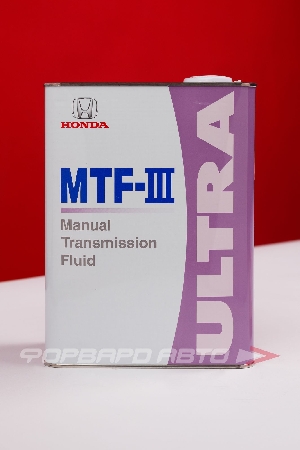 HONDA
MTF-III
Manual
Transmission
Fluid
ULTRA
ФОРВАРД АВТО